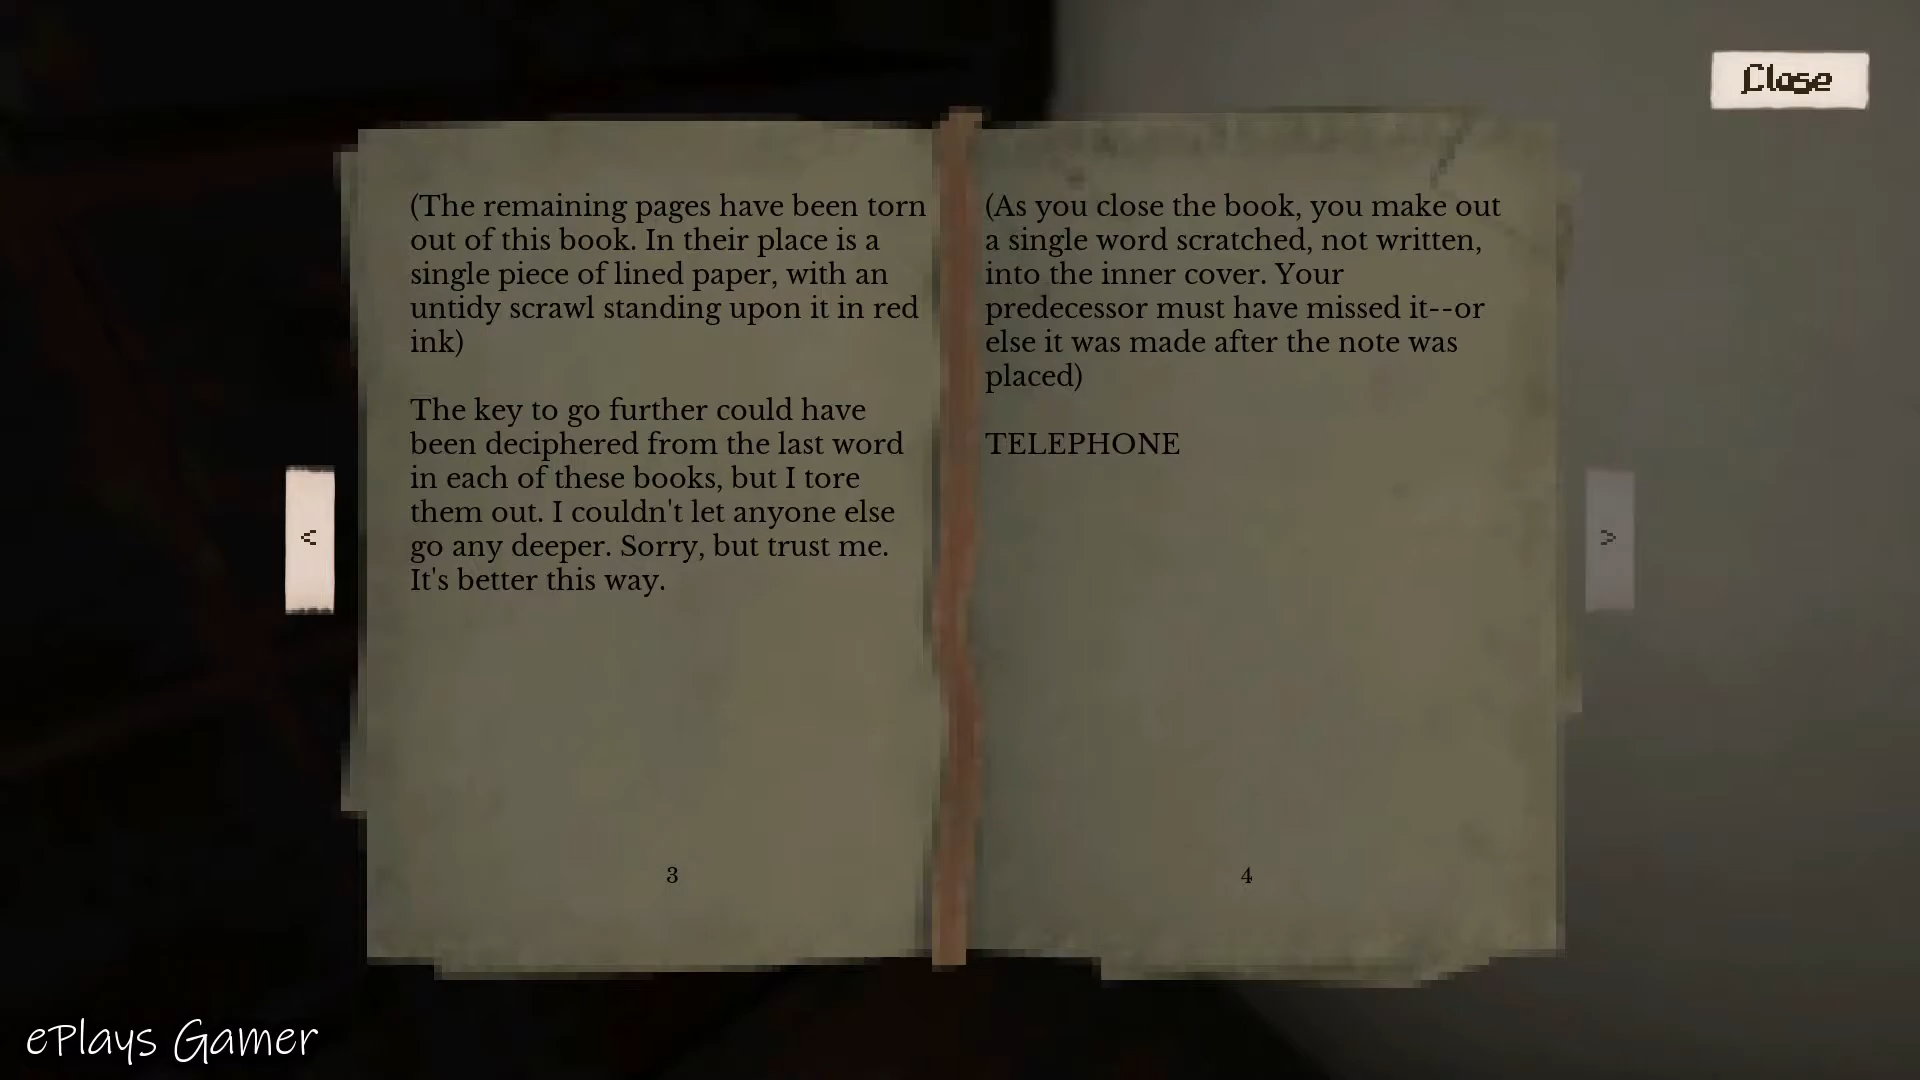 Close
(The remaining pages have been torn
out of this book. In their place is a
single piece of lined paper, with an
untidy scrawl standing upon it in red
ink)
The key to go further could have
been deciphered from the last word
in each of these books, but I tore
them out. I couldn't let anyone else
go any deeper. Sorry, but trust me.
It's better this way.
3
(As you close the book, you make out
a single word scratched, not written,
into the inner cover. Your
predecessor must have missed it--or
else it was made after the note was
placed)
TELEPHONE
4
<
>
ePlays Gamer